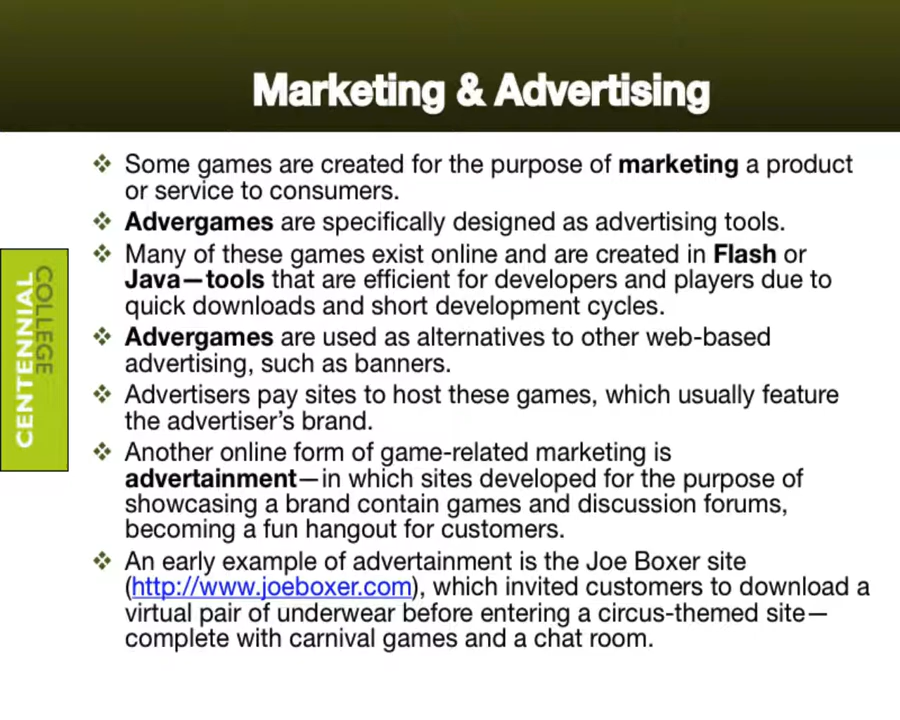 Marketing & Advertising
Some games are created for the purpose of marketing a product
or service to consumers.
Advergames are specifically designed as advertising tools.
Many of these games exist online and are created in Flash or
Java—tools that are efficient for developers and players due to
quick downloads and short development cycles.
Advergames are used as alternatives to other web-based
advertising, such as banners.
Advertisers pay sites to host these games, which usually feature
the advertiser's brand.
Another online form of game-related marketing is
advertainment—in which sites developed for the purpose of
showcasing a brand contain games and discussion forums,
becoming a fun hangout for customers.
An early example of advertainment is the Joe Boxer site
(http://www.joeboxer.com), which invited customers to download a
virtual pair of underwear before entering a circus-themed site—
complete with carnival games and a chat room.
CENTENNIAL
COLLEGE